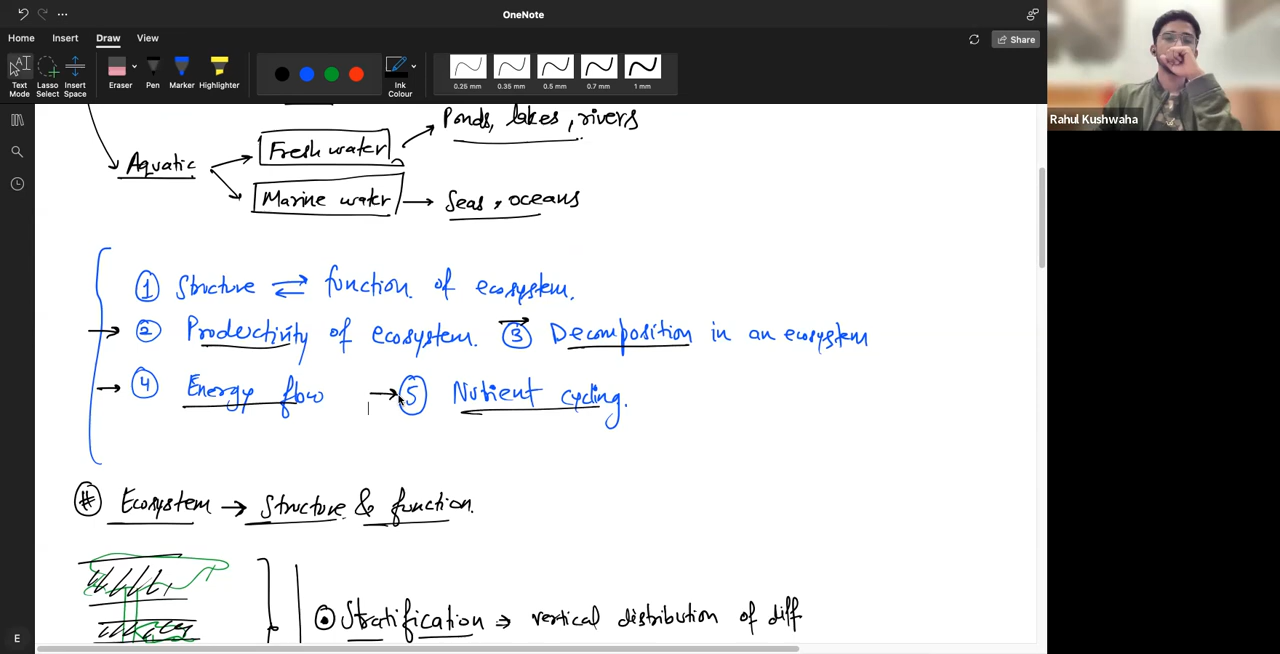 OneNote
Home Insert Draw View
Share
Text Mode Lasso Select Insert Space Eraser Pen Marker Highlighter Ink Colour 0.25 mm 0.35 mm 0.5 mm 0.7 mm 1 mm
Rahul Kushwaha
Ponds, lakes, rivers
Aquatic Fresh water
Marine water → Seas, oceans
① Structure ⇄ function of ecosystem.
→ ② Productivity of ecosystem. ③ Decomposition in an ecosystem
→ ④ Energy flow → ⑤ Nutrient cycling.
# Ecosystem → Structure & function.
Stratification → vertical distribution of diff
E